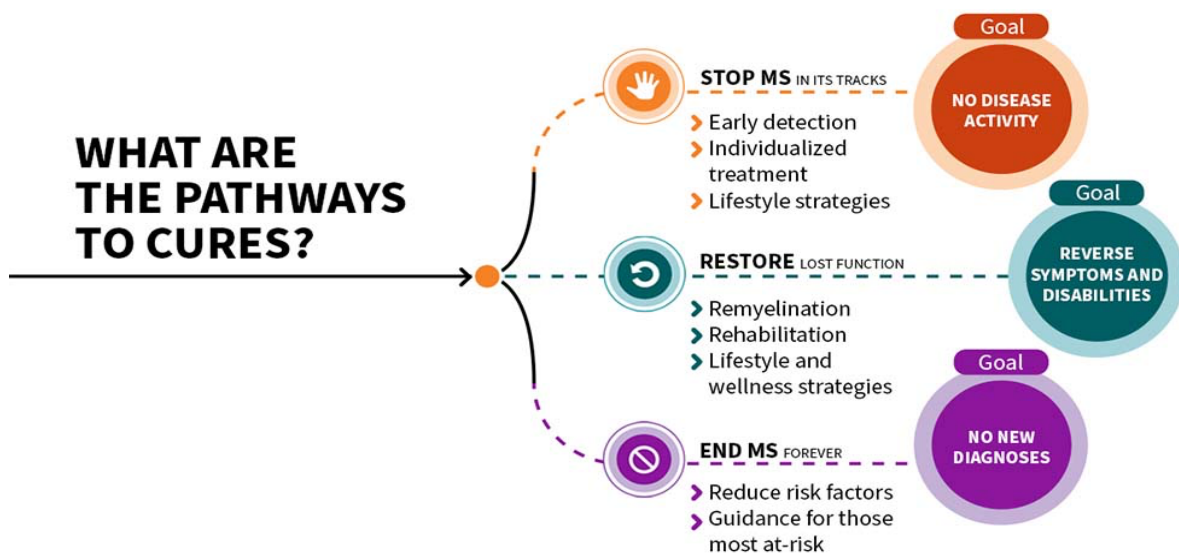 WHAT ARE
THE PATHWAYS
TO CURES?
STOP MS IN ITS TRACKS
Early detection
Individualized
treatment
Lifestyle strategies
Goal
NO DISEASE
ACTIVITY
RESTORE LOST FUNCTION
Remyelination
Rehabilitation
Lifestyle and
wellness strategies
Goal
REVERSE
SYMPTOMS AND
DISABILITIES
END MS FOREVER
Reduce risk factors
Guidance for those
most at-risk
Goal
NO NEW
DIAGNOSES